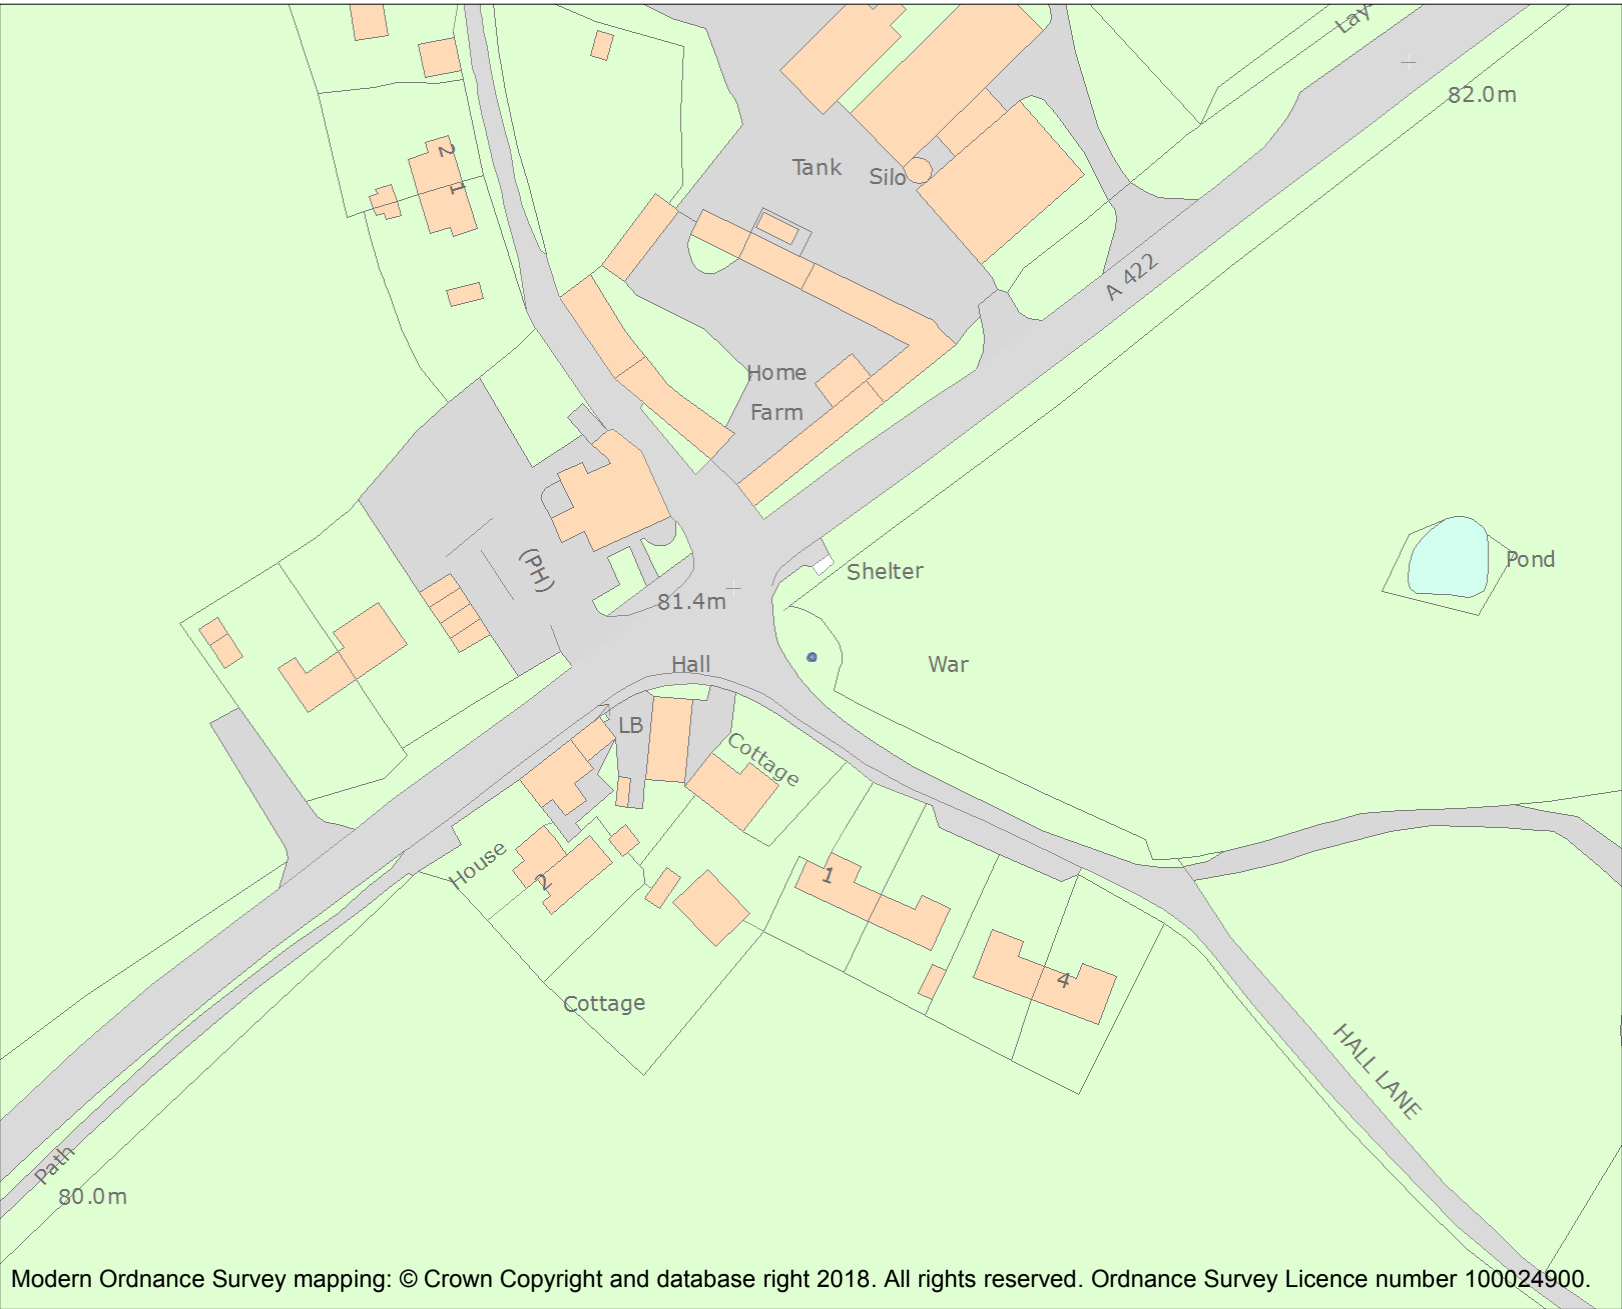 Lay
82.0m
2
1
Tank
Silo
A 422
Home
Farm
(PH)
Shelter
Pond
81.4m
Hall
War
LB
Cottage
House
2
1
4
Cottage
HALL LANE
Path
80.0m
Modern Ordnance Survey mapping: © Crown Copyright and database right 2018. All rights reserved. Ordnance Survey Licence number 100024900.